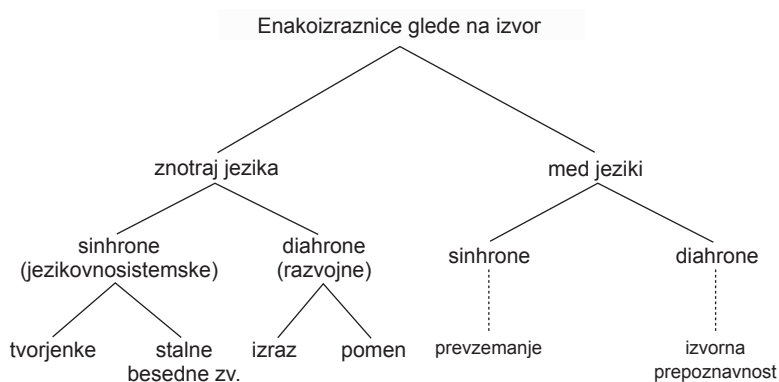 Enakoizraznice glede na izvor
znotraj jezika
med jeziki
sinhrone
(jezikovnosistemske)
diahrone
(razvojne)
sinhrone
diahrone
tvorjenke
stalne
besedne zv.
izraz
pomen
prevzemanje
izvorna
prepoznavnost